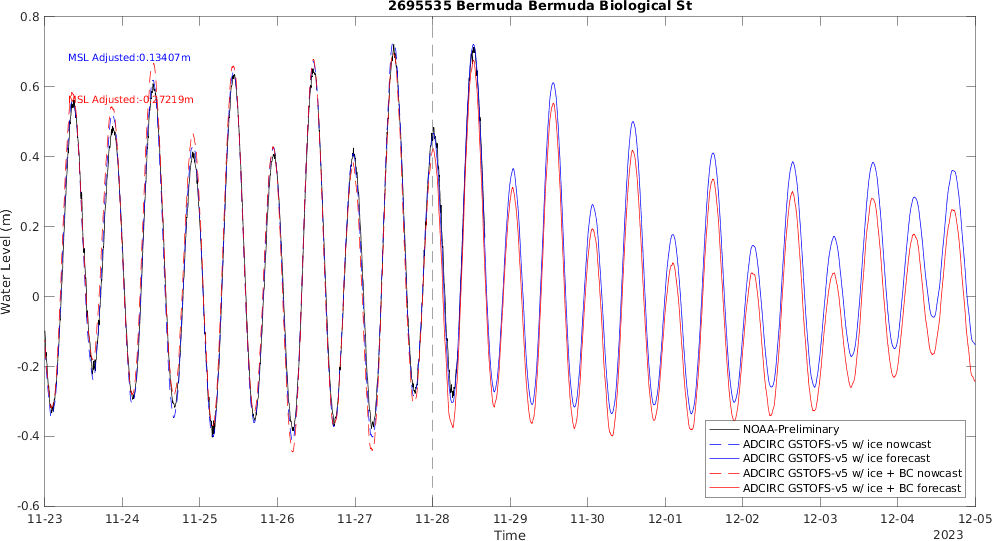 2695535 Bermuda Bermuda Biological St
0.8
0.6
0.4
0.2
0
-0.2
-0.4
-0.6
Water Level (m)
MSL Adjusted:0.13407m
MSL Adjusted:-0.27219m
NOAA-Preliminary
ADCIRC GSTOFS-v5 w/ ice nowcast
ADCIRC GSTOFS-v5 w/ ice forecast
ADCIRC GSTOFS-v5 w/ ice + BC nowcast
ADCIRC GSTOFS-v5 w/ ice + BC forecast
11-23 11-24 11-25 11-26 11-27 11-28 11-29 11-30 12-01 12-02 12-03 12-04 12-05
Time
2023